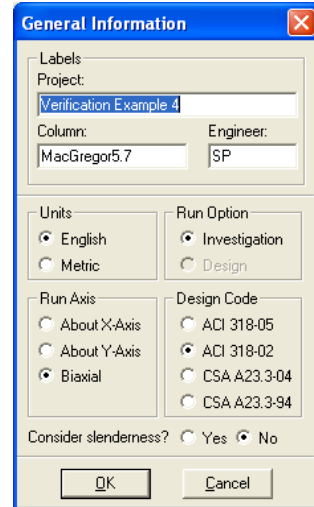 General Information
Labels
Project:
Verification Example 4
Column: Engineer:
MacGregor5.7 SP
Units Run Option
English Investigation
Metric Design
Run Axis Design Code
About X-Axis ACI 318-05
About Y-Axis ACI 318-02
Biaxial CSA A23.3-04
CSA A23.3-94
Consider slenderness? Yes No
OK Cancel